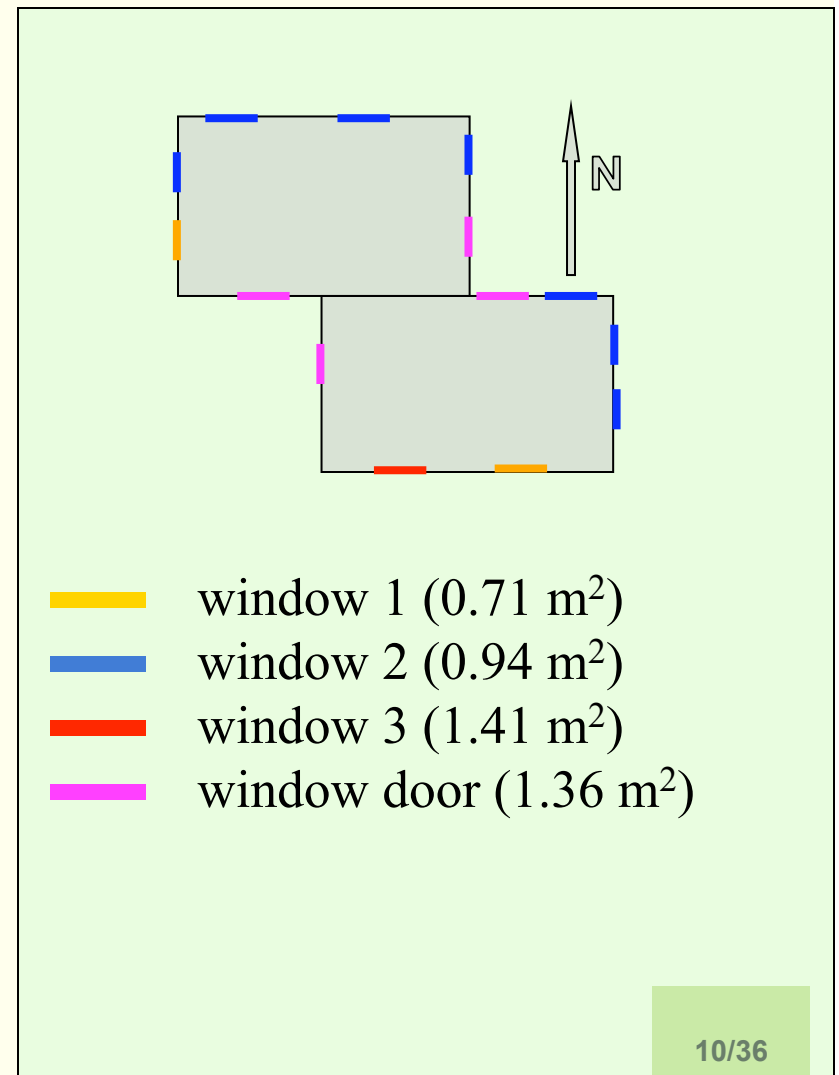 N
window 1 (0.71 m²)
window 2 (0.94 m²)
window 3 (1.41 m²)
window door (1.36 m²)
10/36